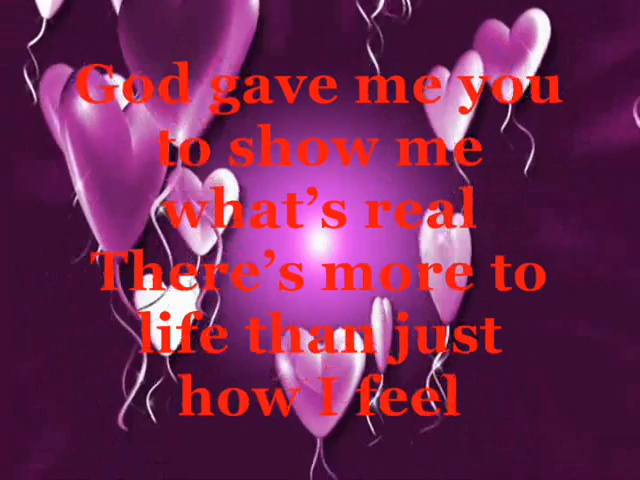 God gave me you
to show me
what’s real
There’s more to
life than just
how I feel